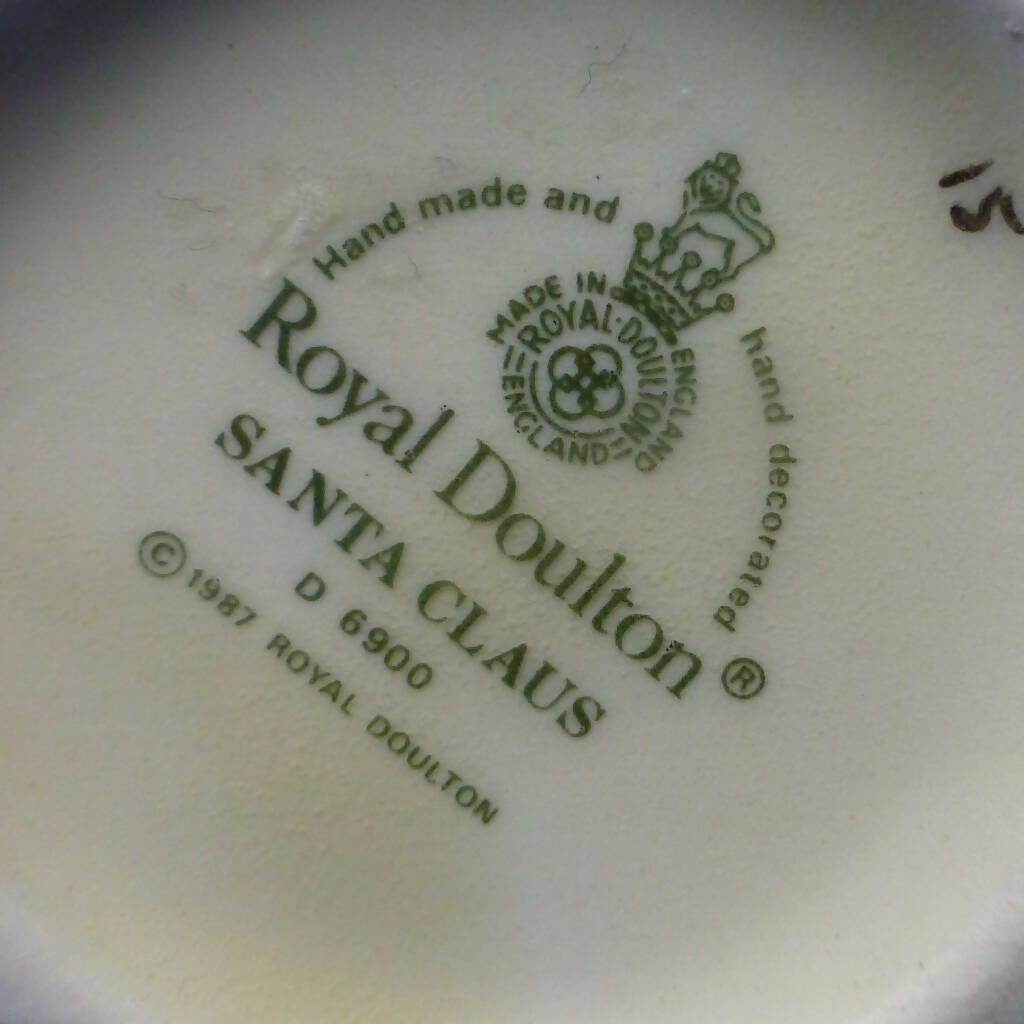 Hand made and
hand decorated
MADE IN ENGLAND
ROYAL·DOULTON
ENGLAND
Royal Doulton ®
SANTA CLAUS
D 6900
© 1987 ROYAL DOULTON